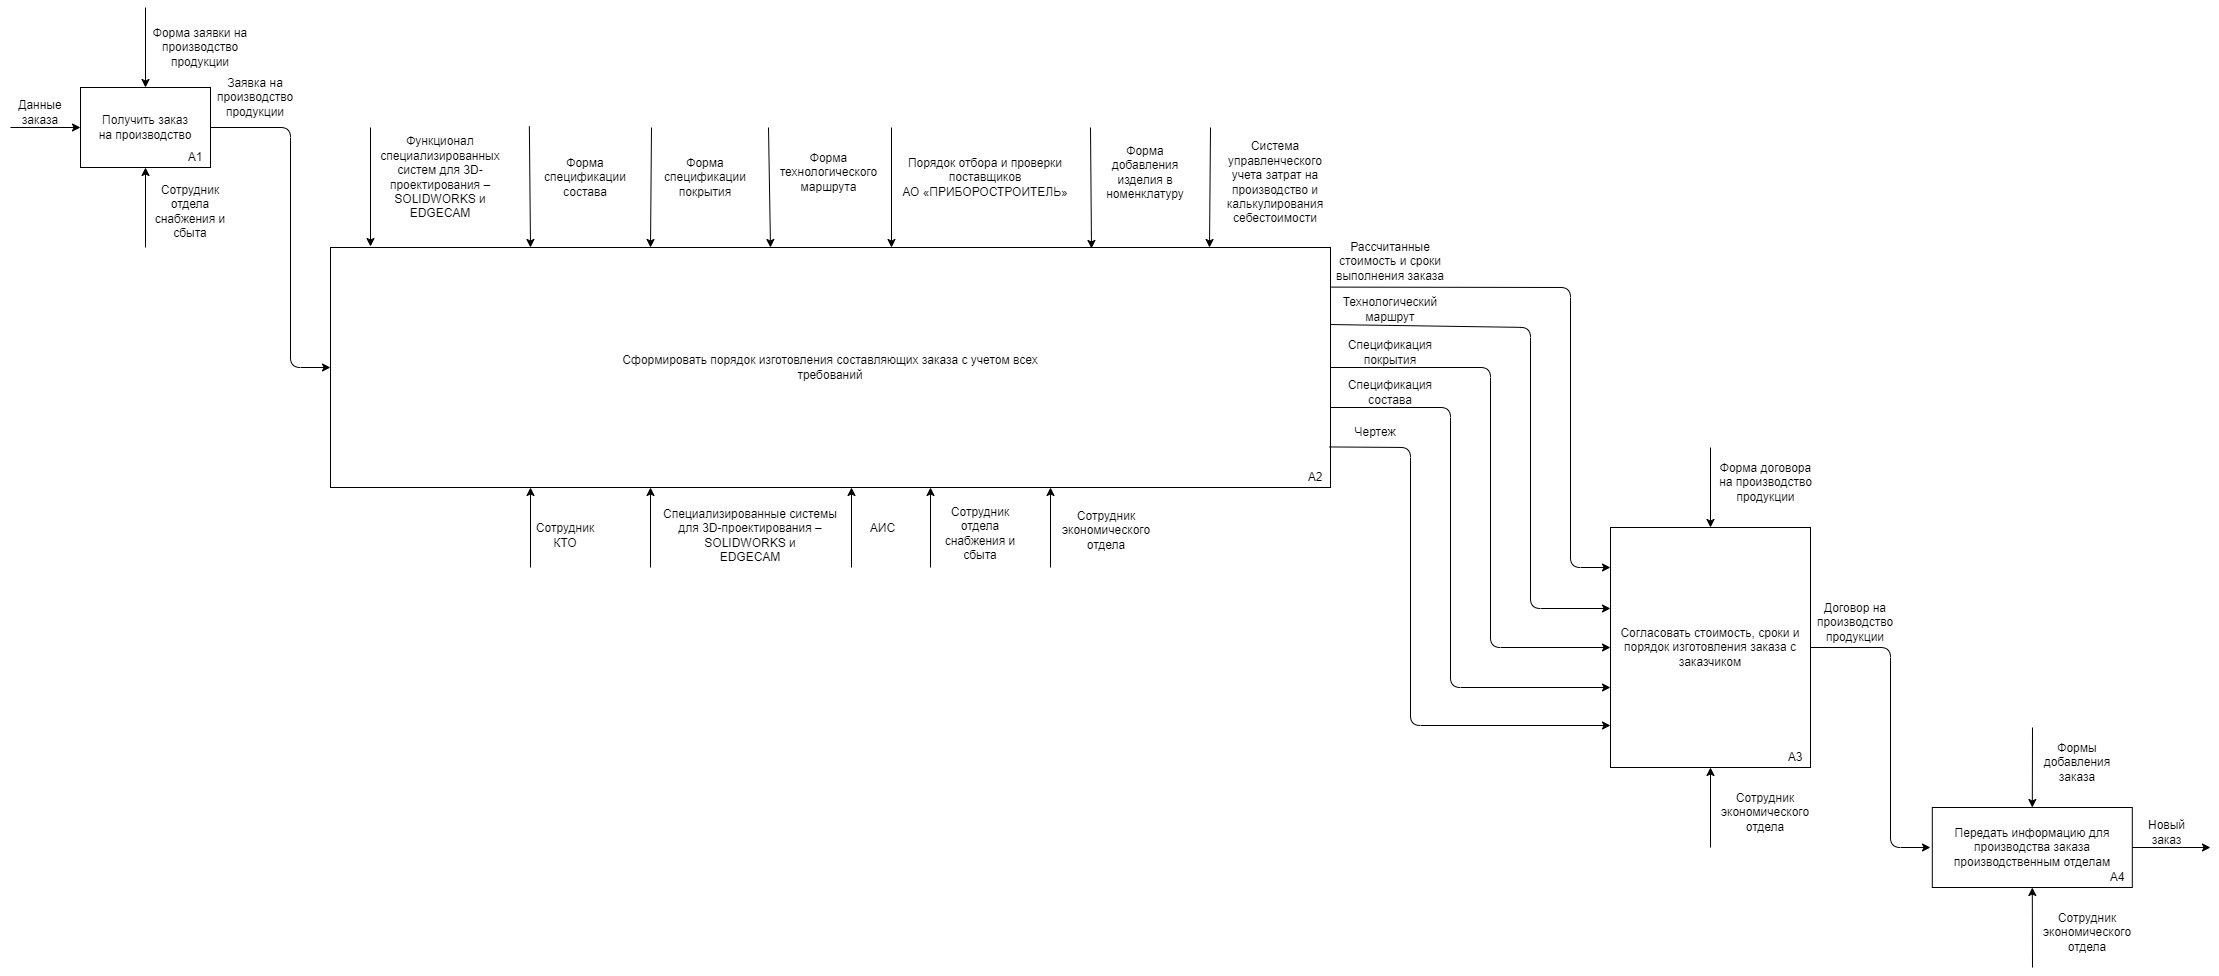 Форма заявки на
производство
продукции
Данные
заказа
Получить заказ
на производство
A1
Заявка на
производство
продукции
Сотрудник
отдела
снабжения и
сбыта
Функционал
специализированных
систем для 3D-
проектирования –
SOLIDWORKS и
EDGECAM
Форма
спецификации
состава
Форма
спецификации
покрытия
Форма
технологического
маршрута
Порядок отбора и проверки
поставщиков
АО «ПРИБОРОСТРОИТЕЛЬ»
Форма
добавления
изделия в
номенклатуру
Система
управленческого
учета затрат на
производство и
калькулирования
себестоимости
Сформировать порядок изготовления составляющих заказа с учетом всех
требований
A2
Рассчитанные
стоимость и сроки
выполнения заказа
Технологический
маршрут
Спецификация
покрытия
Спецификация
состава
Чертеж
Сотрудник
КТО
Специализированные системы
для 3D-проектирования –
SOLIDWORKS и
EDGECAM
АИС
Сотрудник
отдела
снабжения и
сбыта
Сотрудник
экономического
отдела
Форма договора
на производство
продукции
Согласовать стоимость, сроки и
порядок изготовления заказа с
заказчиком
A3
Договор на
производство
продукции
Сотрудник
экономического
отдела
Формы
добавления
заказа
Передать информацию для
производства заказа
производственным отделам
A4
Новый
заказ
Сотрудник
экономического
отдела